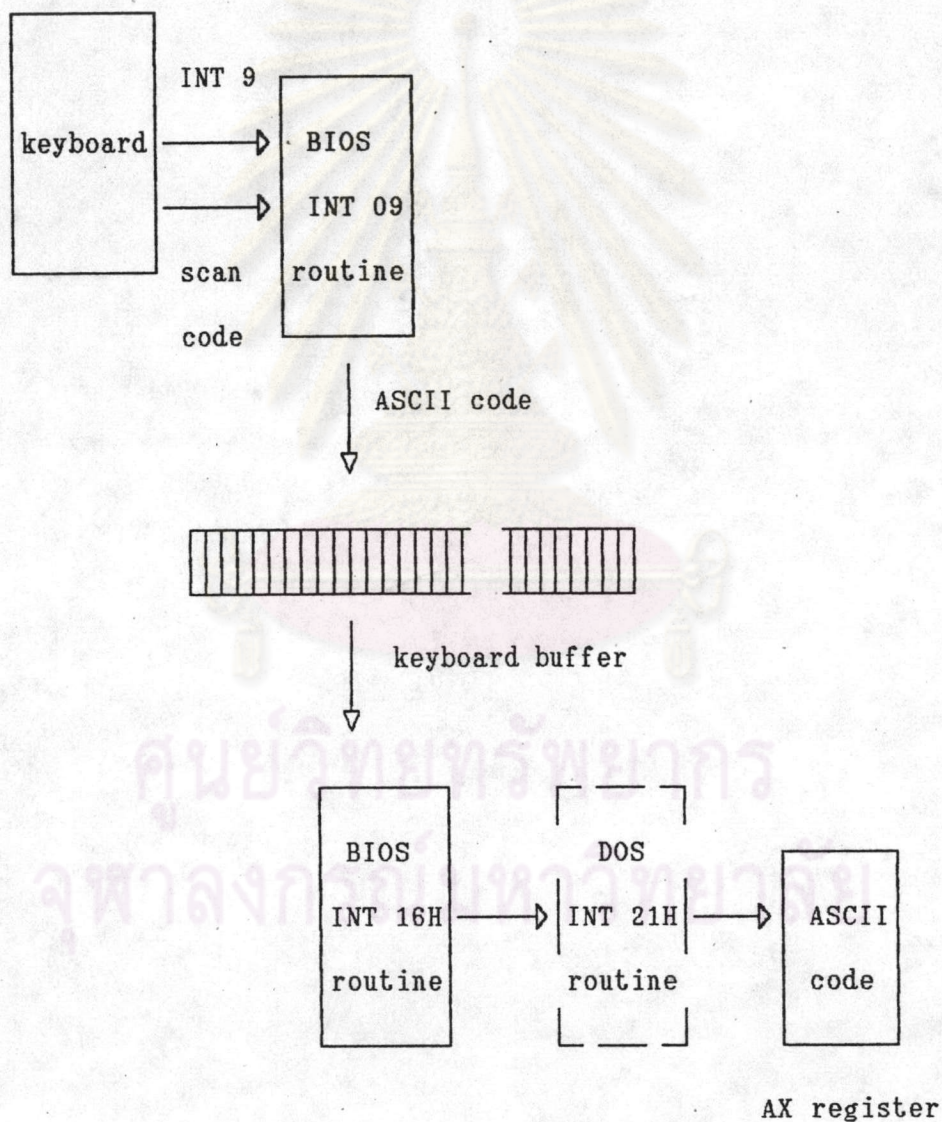 INT 9
keyboard
BIOS
INT 09
routine
scan
code
ASCII code
keyboard buffer
BIOS
INT 16H
routine
DOS
INT 21H
routine
ASCII
code
AX register
ศูนย์วิทยทรัพยากร
จุฬาลงกรณ์มหาวิทยาลัย